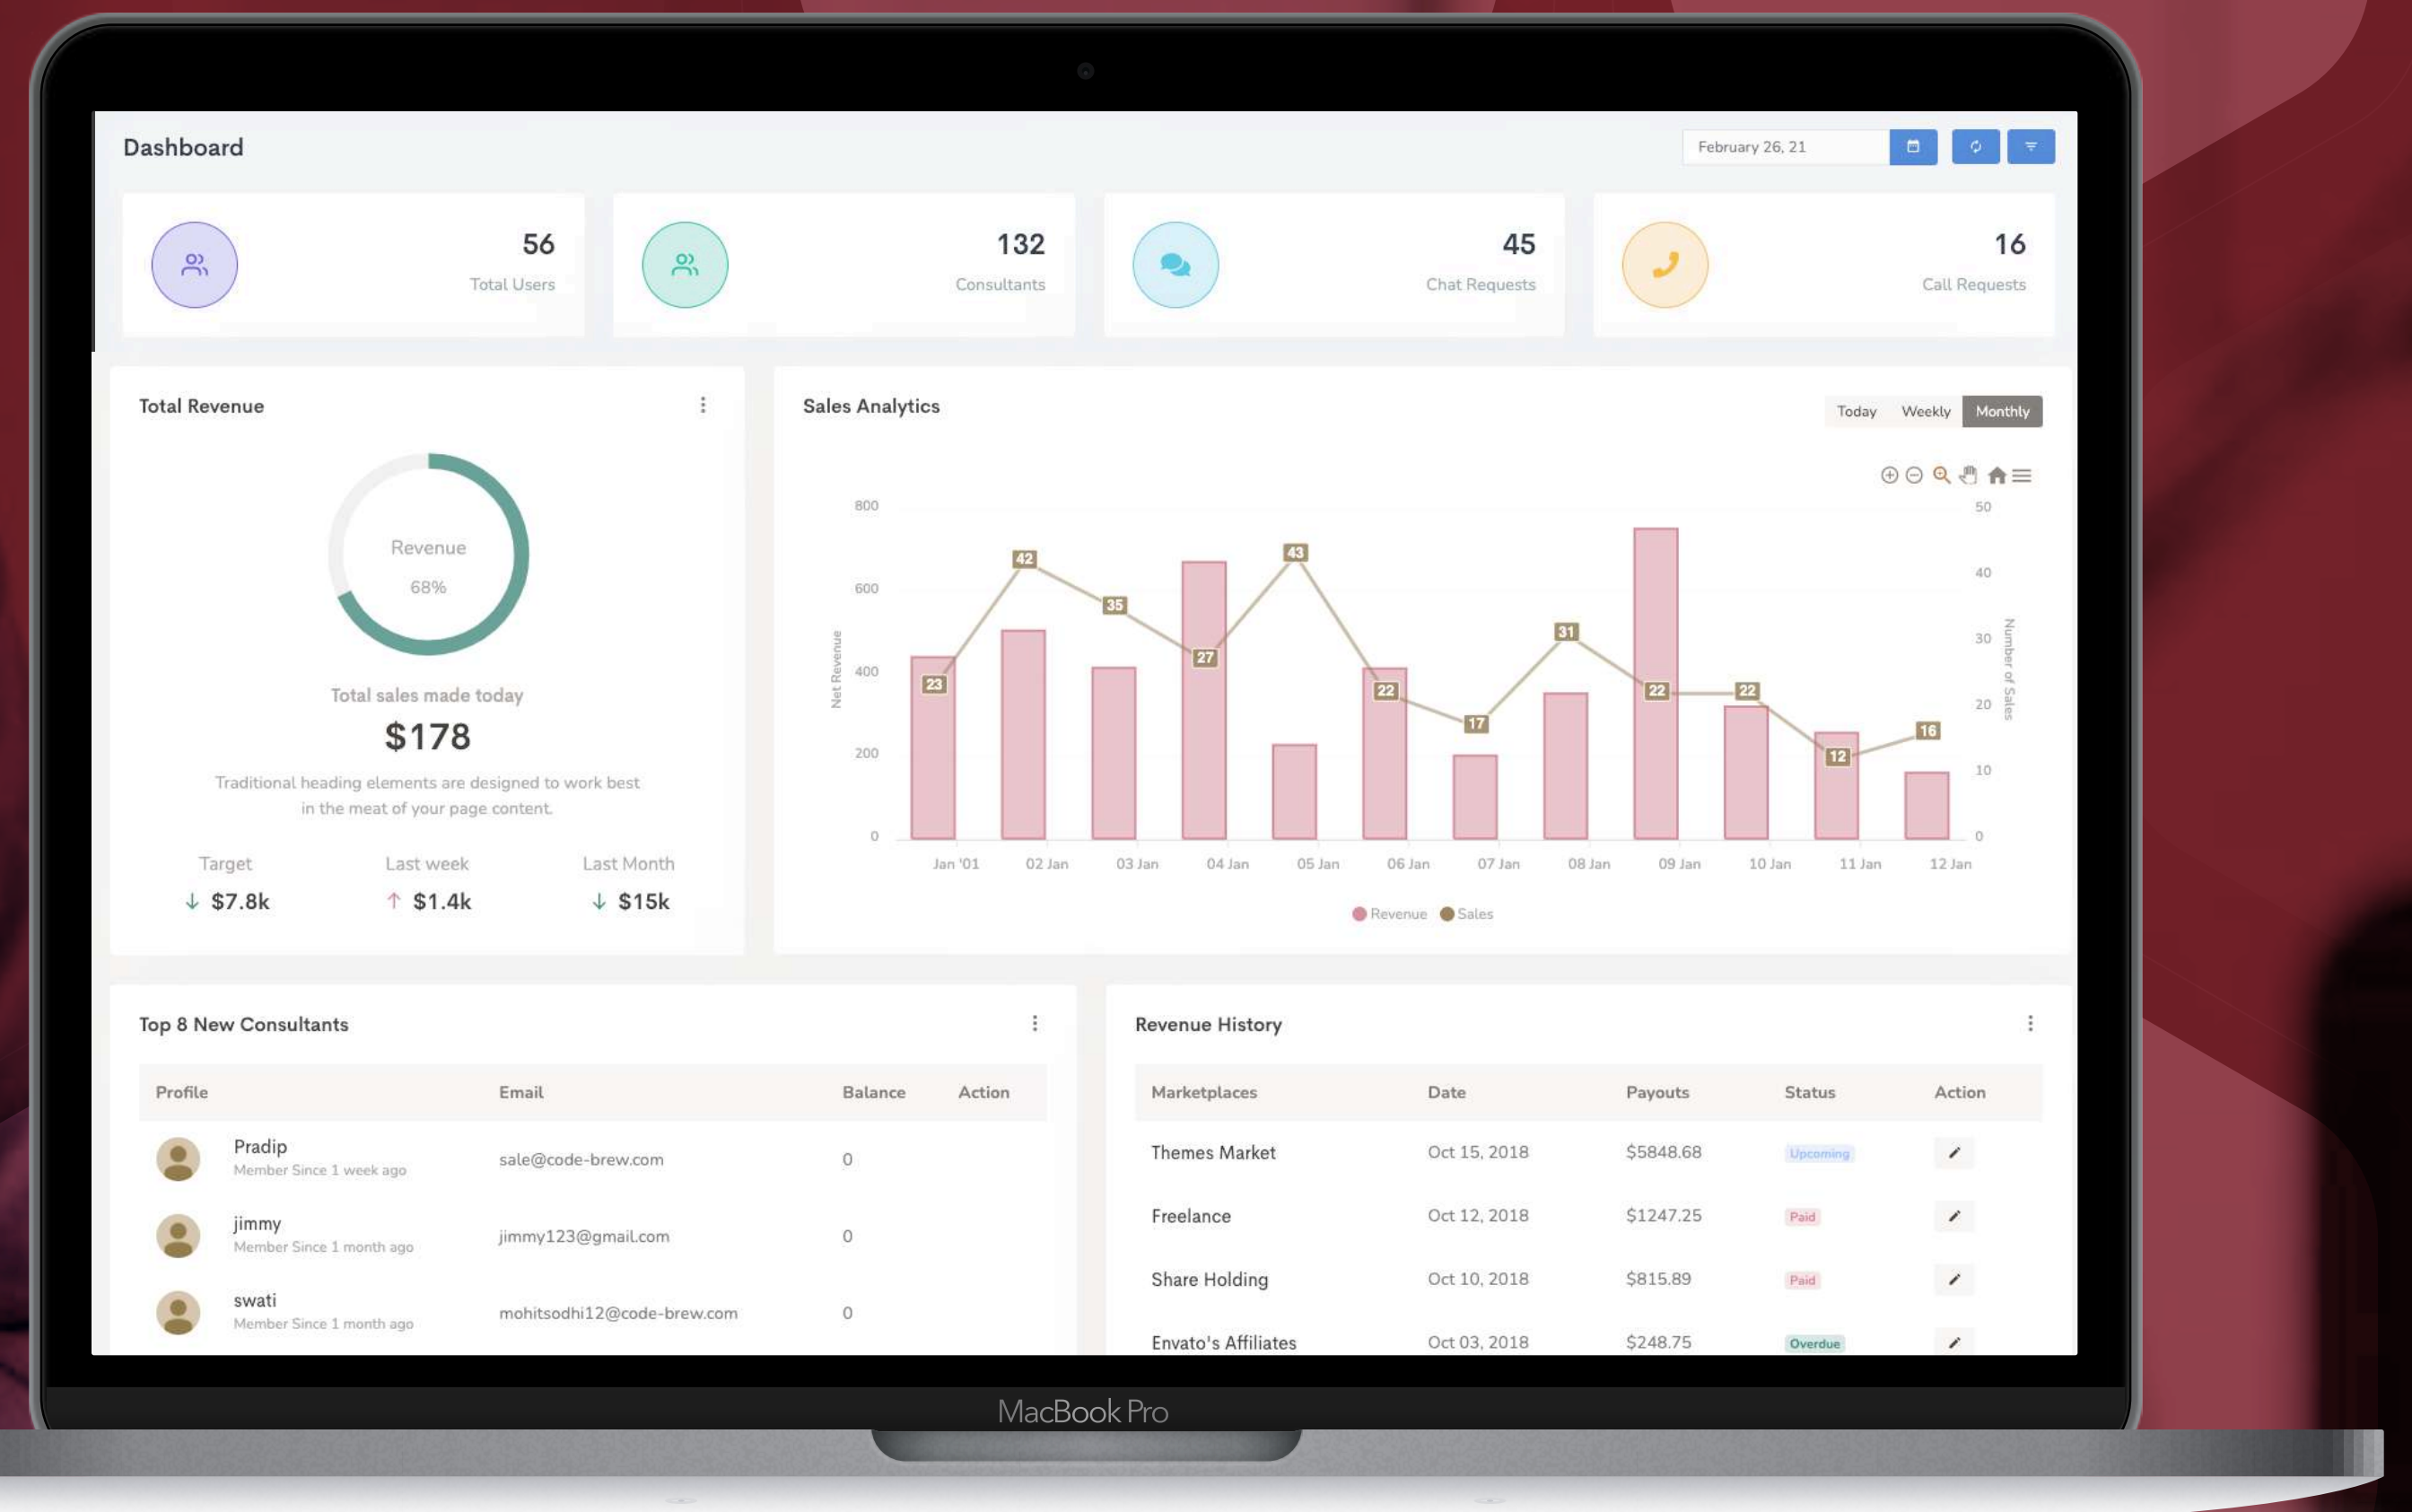 Dashboard
February 26, 21
56
Total Users
132
Consultants
45
Chat Requests
16
Call Requests
Total Revenue
Revenue
68%
Total sales made today
$178
Traditional heading elements are designed to work best
in the meat of your page content.
Target
Last week
Last Month
↓ $7.8k
↑ $1.4k
↓ $15k
Sales Analytics
Today Weekly Monthly
800
600
400
200
0
Net Revenue
50
40
30
20
10
0
Number of Sales
23
42
35
27
43
22
17
31
22
22
12
16
Jan '01 02 Jan 03 Jan 04 Jan 05 Jan 06 Jan 07 Jan 08 Jan 09 Jan 10 Jan 11 Jan 12 Jan
Revenue Sales
Top 8 New Consultants
Profile Email Balance Action
Pradip
Member Since 1 week ago
sale@code-brew.com
0
jimmy
Member Since 1 month ago
jimmy123@gmail.com
0
swati
Member Since 1 month ago
mohitsodhi12@code-brew.com
0
Revenue History
Marketplaces Date Payouts Status Action
Themes Market Oct 15, 2018 $5848.68 Upcoming
Freelance Oct 12, 2018 $1247.25 Paid
Share Holding Oct 10, 2018 $815.89 Paid
Envato's Affiliates Oct 03, 2018 $248.75 Overdue
MacBook Pro